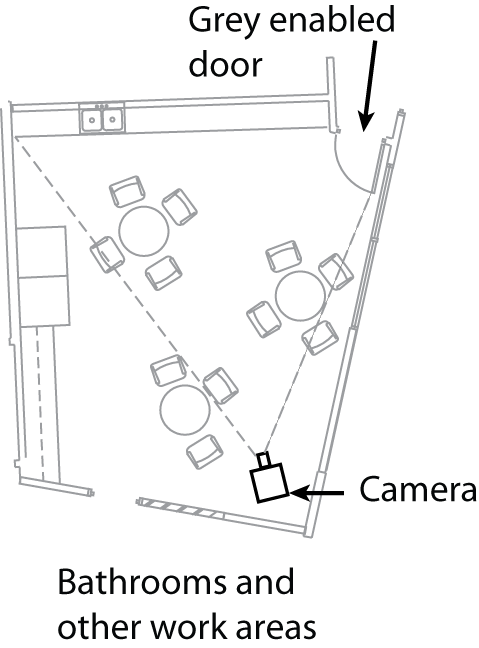 Grey enabled
door
Camera
Bathrooms and
other work areas